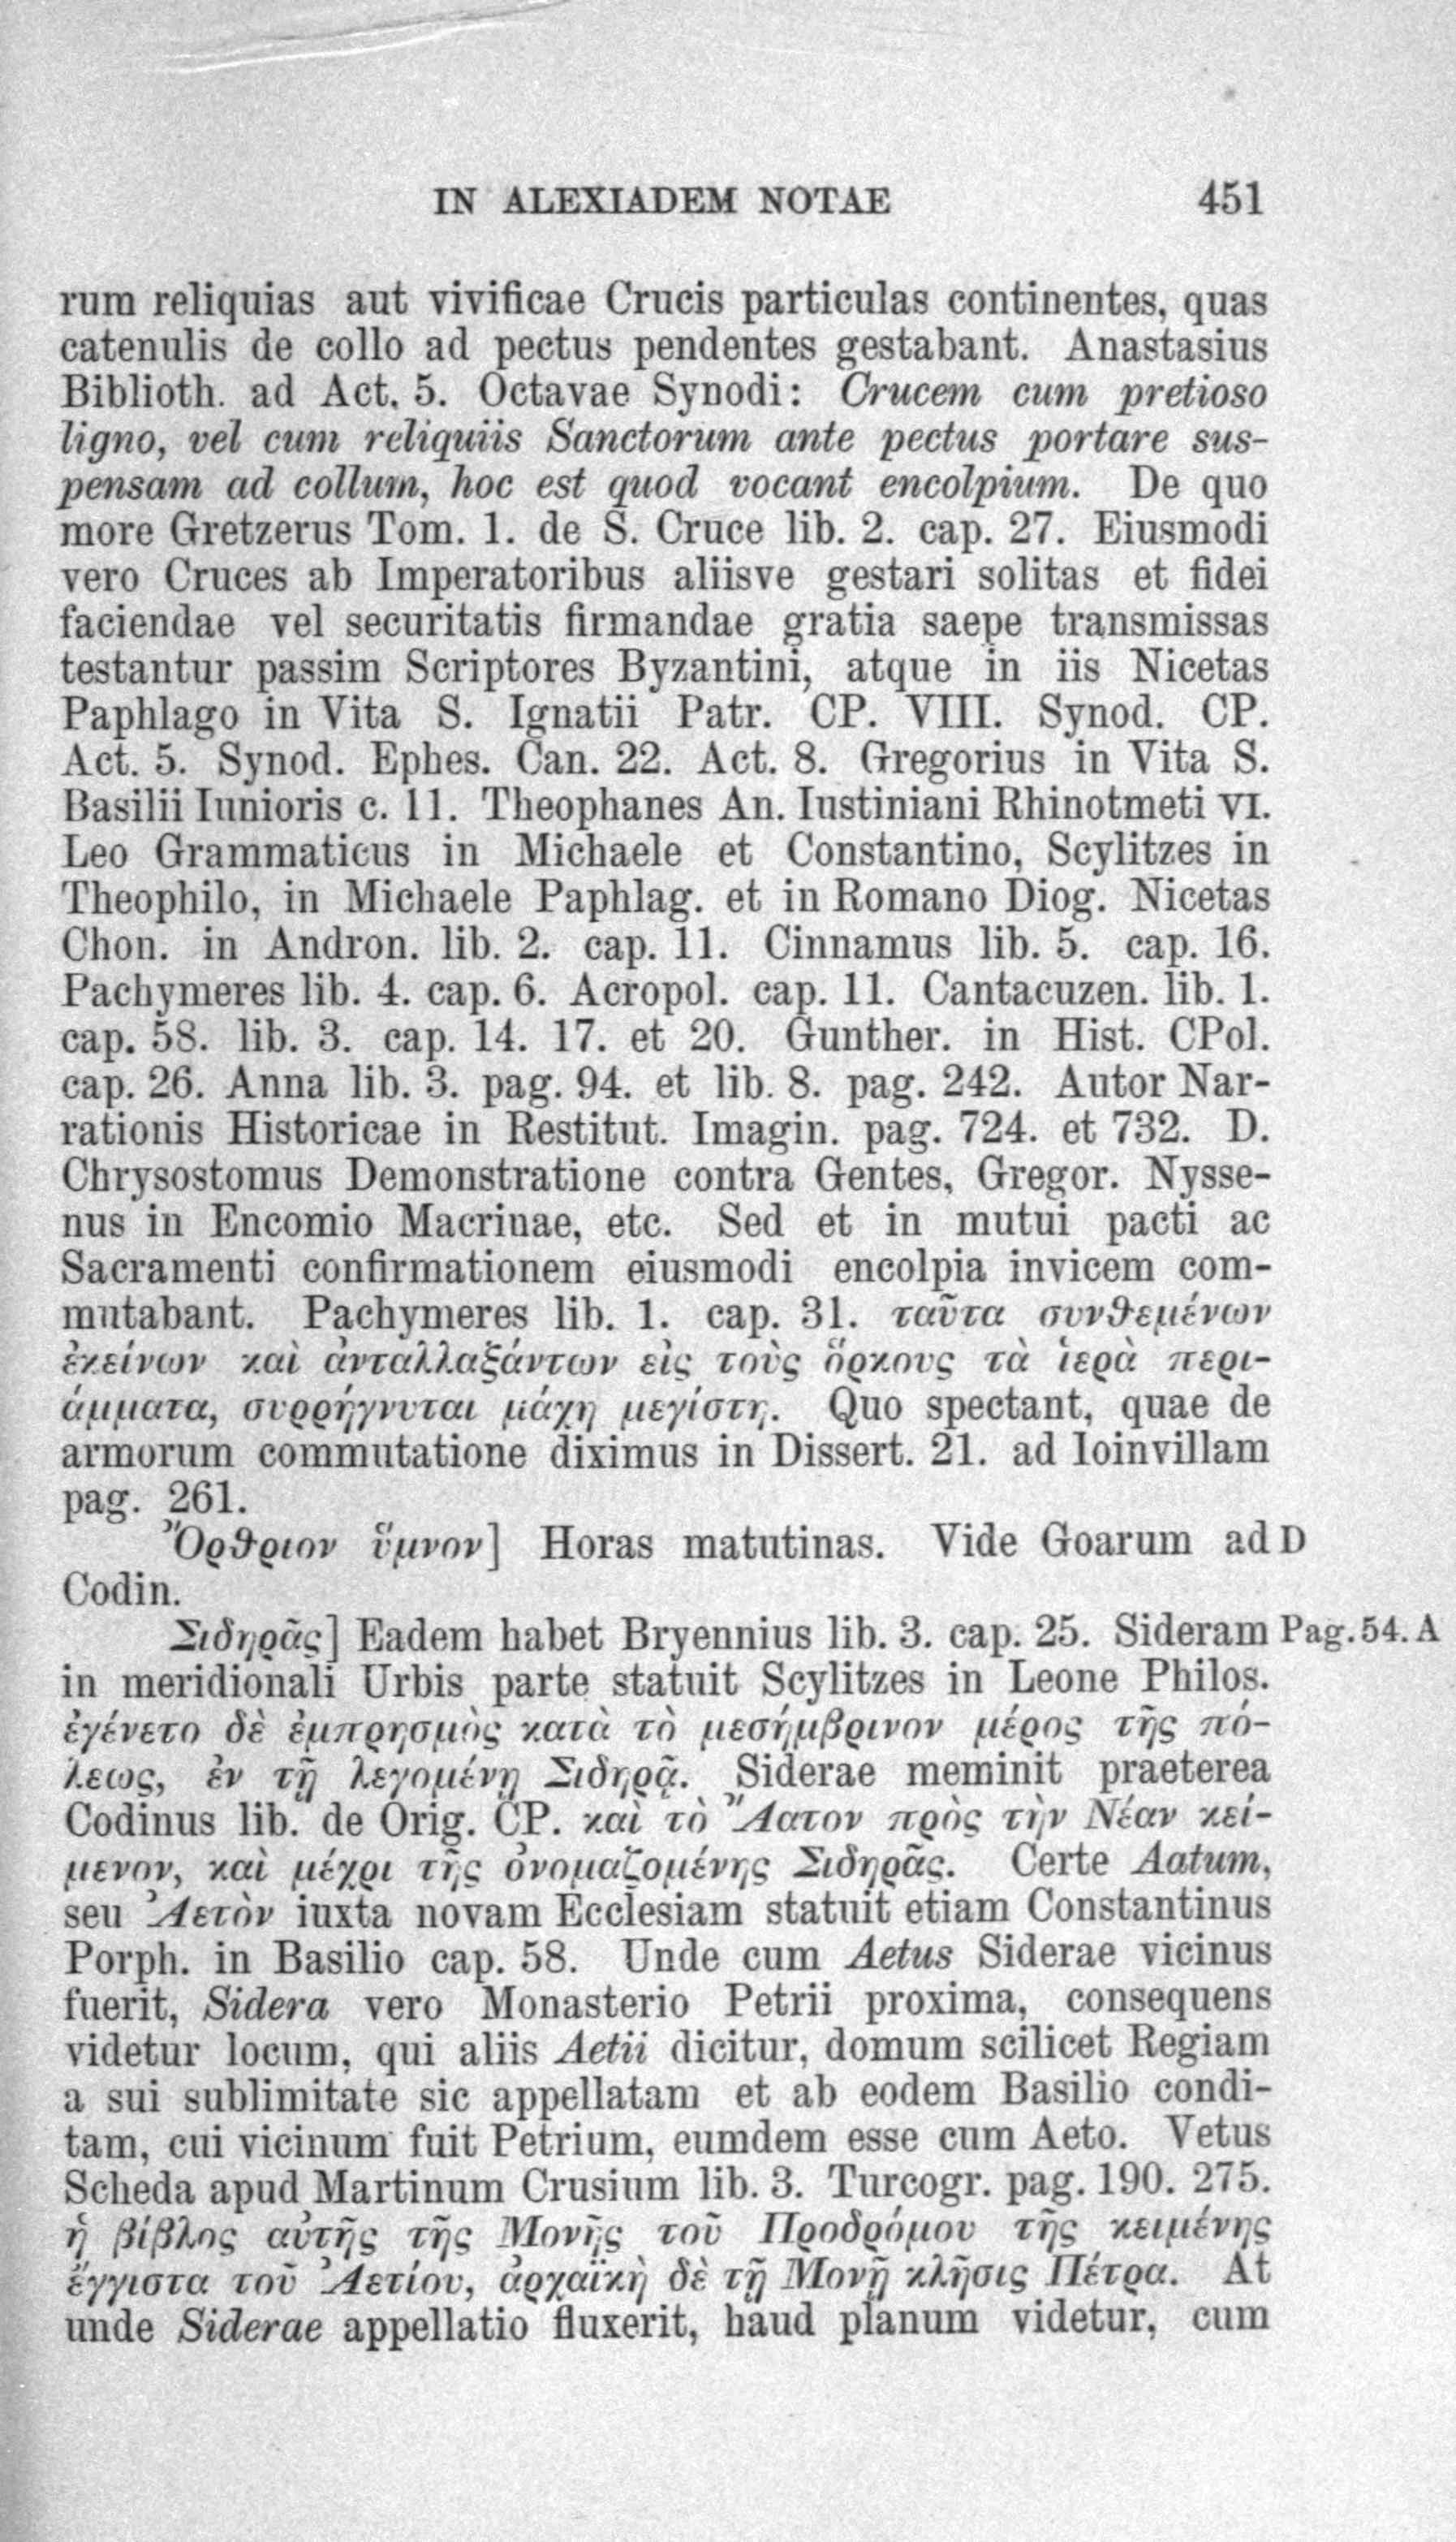 IN ALEXIADEM NOTAE 451
rum reliquias aut vivificae Crucis particulas continentes, quas
catenulis de collo ad pectus pendentes gestabant. Anastasius
Biblioth. ad Act. 5. Octavae Synodi: Crucem cum pretioso
ligno, vel cum reliquiis Sanctorum ante pectus portare sus-
pensam ad collum, hoc est quod vocant encolpium. De quo
more Gretzerus Tom. 1. de S. Cruce lib. 2. cap. 27. Eiusmodi
vero Cruces ab Imperatoribus aliisve gestari solitas et fidei
faciendae vel securitatis firmandae gratia saepe transmissas
testantur passim Scriptores Byzantini, atque in iis Nicetas
Paphlago in Vita S. Ignatii Patr. CP. VIII. Synod. CP.
Act. 5. Synod. Ephes. Can. 22. Act. 8. Gregorius in Vita S.
Basilii Iunioris c. 11. Theophanes An. Iustiniani Rhinotmeti VI.
Leo Grammaticus in Michaele et Constantino, Scylitzes in
Theophilo, in Michaele Paphlag. et in Romano Diog. Nicetas
Chon. in Andron. lib. 2. cap. 11. Cinnamus lib. 5. cap. 16.
Pachymeres lib. 4. cap. 6. Acropol. cap. 11. Cantacuzen. lib. 1.
cap. 58. lib. 3. cap. 14. 17. et 20. Gunther. in Hist. CPol.
cap. 26. Anna lib. 3. pag. 94. et lib. 8. pag. 242. Autor Nar-
rationis Historicae in Restitut. Imagin. pag. 724. et 732. D.
Chrysostomus Demonstratione contra Gentes, Gregor. Nysse-
nus in Encomio Macrinae, etc. Sed et in mutui pacti ac
Sacramenti confirmationem eiusmodi encolpia invicem com-
mutabant. Pachymeres lib. 1. cap. 31. ταῦτα συνθεμένων
ἐκείνων καὶ ἀνταλλαξάντων εἰς τοὺς ὅρκους τὰ ἱερὰ περι-
άμματα, συρρήγνυται μάχη μεγίστη. Quo spectant, quae de
armorum commutatione diximus in Dissert. 21. ad Ioinvillam
pag. 261.
Ὄρθριον ὕμνον] Horas matutinas. Vide Goarum ad D
Codin.
Σιδηρᾶς] Eadem habet Bryennius lib. 3. cap. 25. Sideram Pag. 54. A
in meridionali Urbis parte statuit Scylitzes in Leone Philos.
ἐγένετο δὲ ἐμπρησμὸς κατὰ τὸ μεσήμβρινον μέρος τῆς πό-
λεως, ἐν τῇ λεγομένῃ Σιδηρᾷ. Siderae meminit praeterea
Codinus lib. de Orig. CP. καὶ τὸ Ἄατον πρὸς τὴν Νέαν κεί-
μενον, καὶ μέχρι τῆς ὀνομαζομένης Σιδηρᾶς. Certe Aatum,
seu Ἀετὸν iuxta novam Ecclesiam statuit etiam Constantinus
Porph. in Basilio cap. 58. Unde cum Aetus Siderae vicinus
fuerit, Sidera vero Monasterio Petrii proxima, consequens
videtur locum, qui aliis Aetii dicitur, domum scilicet Regiam
a sui sublimitate sic appellatam et ab eodem Basilio condi-
tam, cui vicinum fuit Petrium, eumdem esse cum Aeto. Vetus
Scheda apud Martinum Crusium lib. 3. Turcogr. pag. 190. 275.
ἡ βίβλος αὐτῆς τῆς Μονῆς τοῦ Προδρόμου τῆς κειμένης
ἔγγιστα τοῦ Ἀετίου, ἀρχαϊκὴ δὲ τῇ Μονῇ κλῆσις Πέτρα. At
unde Siderae appellatio fluxerit, haud planum videtur, cum